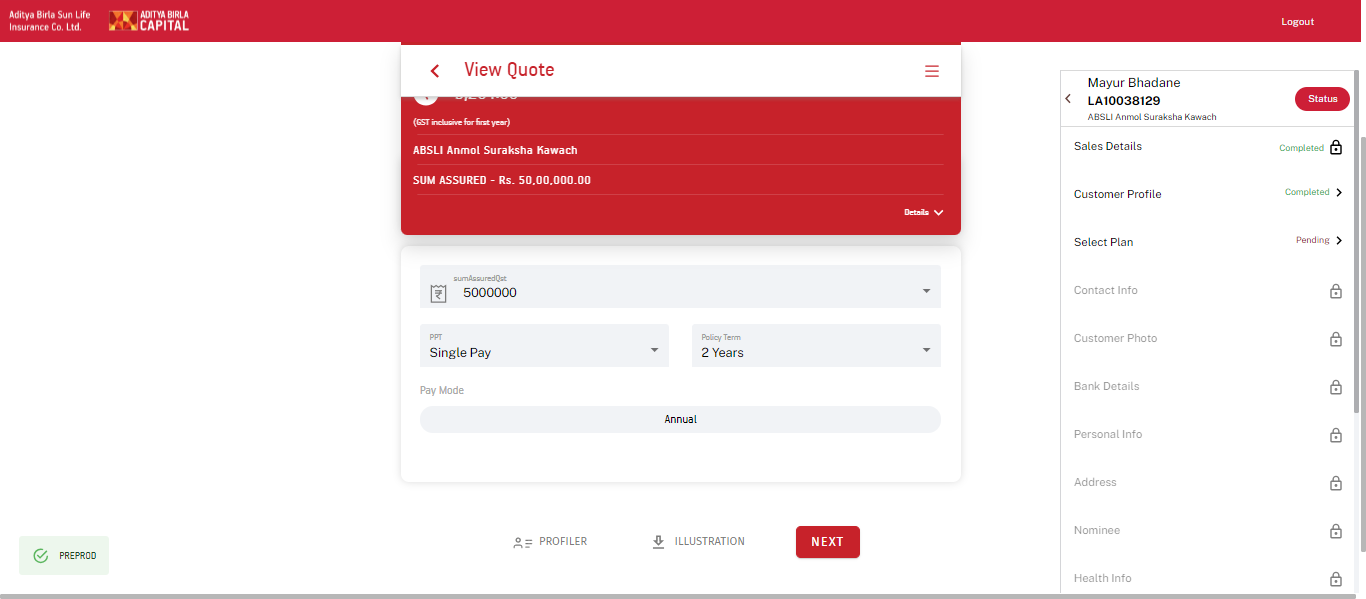 Aditya Birla Sun Life
Insurance Co. Ltd.
ADITYA BIRLA
CAPITAL
Logout
View Quote
(GST inclusive for first year)
ABSLI Anmol Suraksha Kawach
SUM ASSURED - Rs. 50,00,000.00
Details
sumAssuredQst
5000000
PPT
Single Pay
Policy Term
2 Years
Pay Mode
Annual
PROFILER
ILLUSTRATION
NEXT
PREPROD
Mayur Bhadane
LA10038129
ABSLI Anmol Suraksha Kawach
Status
Sales Details
Completed
Customer Profile
Completed
Select Plan
Pending
Contact Info
Customer Photo
Bank Details
Personal Info
Address
Nominee
Health Info